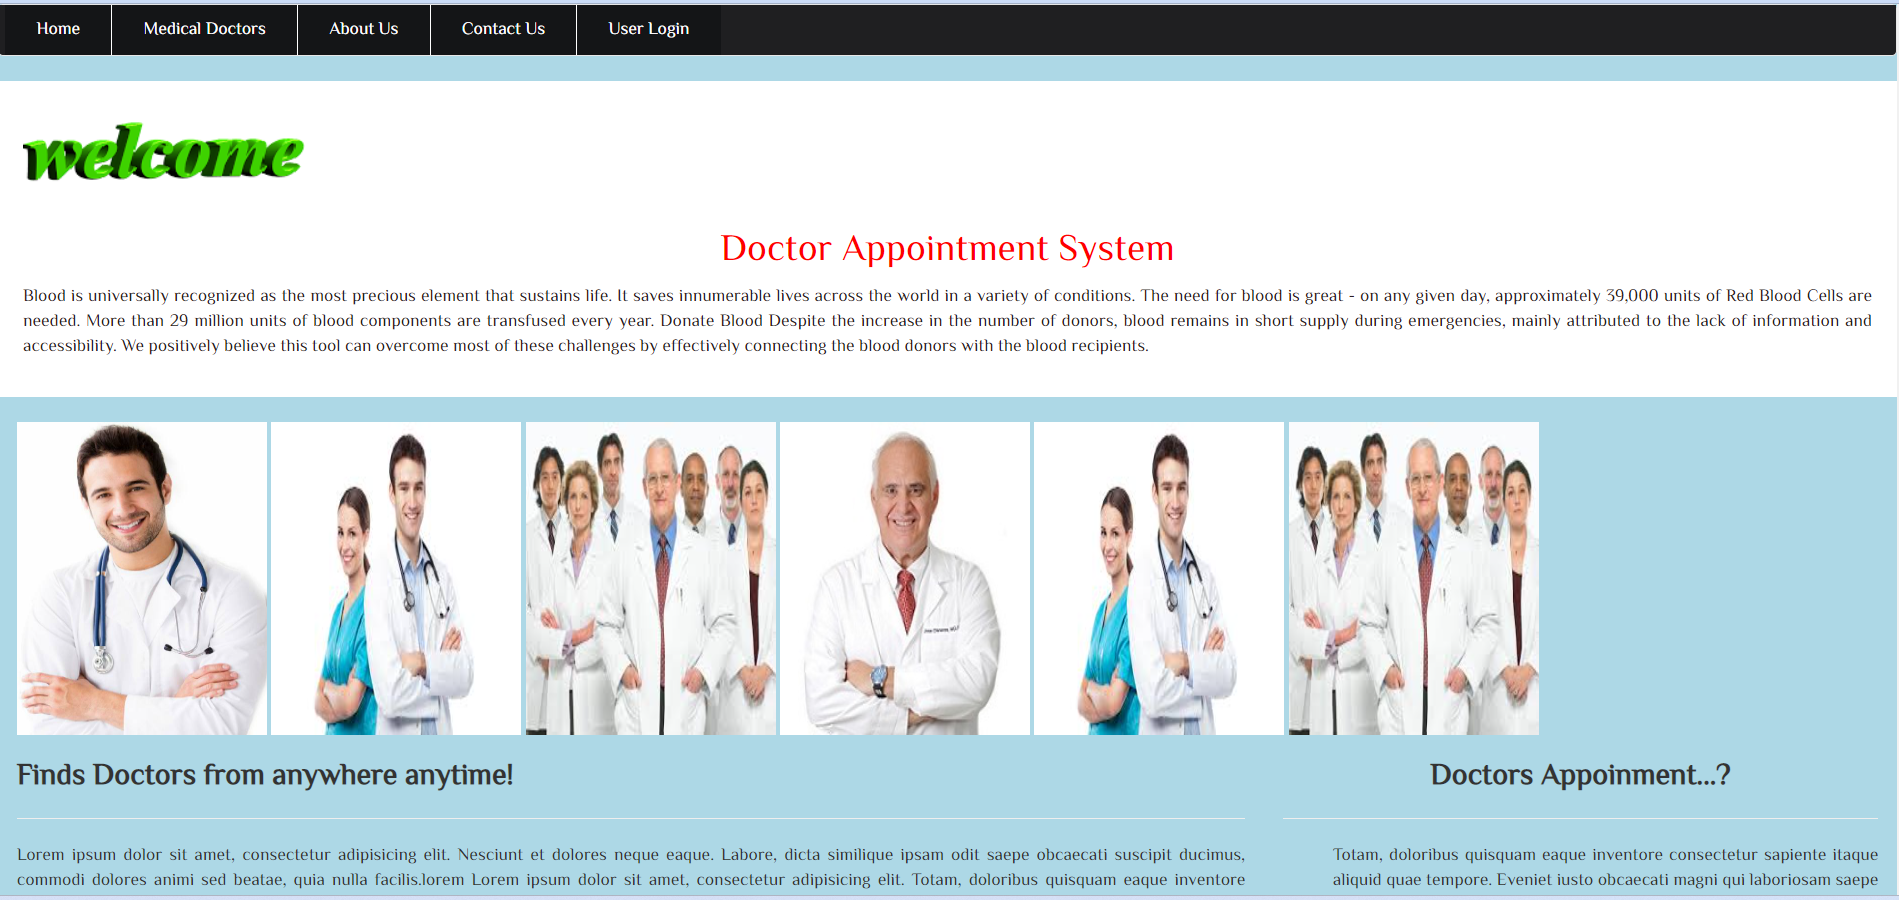 Home Medical Doctors About Us Contact Us User Login
welcome
Doctor Appointment System
Blood is universally recognized as the most precious element that sustains life. It saves innumerable lives across the world in a variety of conditions. The need for blood is great - on any given day, approximately 39,000 units of Red Blood Cells are
needed. More than 29 million units of blood components are transfused every year. Donate Blood Despite the increase in the number of donors, blood remains in short supply during emergencies, mainly attributed to the lack of information and
accessibility. We positively believe this tool can overcome most of these challenges by effectively connecting the blood donors with the blood recipients.
Finds Doctors from anywhere anytime!
Lorem ipsum dolor sit amet, consectetur adipisicing elit. Nesciunt et dolores neque eaque. Labore, dicta similique ipsam odit saepe obcaecati suscipit ducimus,
commodi dolores animi sed beatae, quia nulla facilis.lorem Lorem ipsum dolor sit amet, consectetur adipisicing elit. Totam, doloribus quisquam eaque inventore
Doctors Appoinment...?
Totam, doloribus quisquam eaque inventore consectetur sapiente itaque
aliquid quae tempore. Eveniet iusto obcaecati magni qui laboriosam saepe